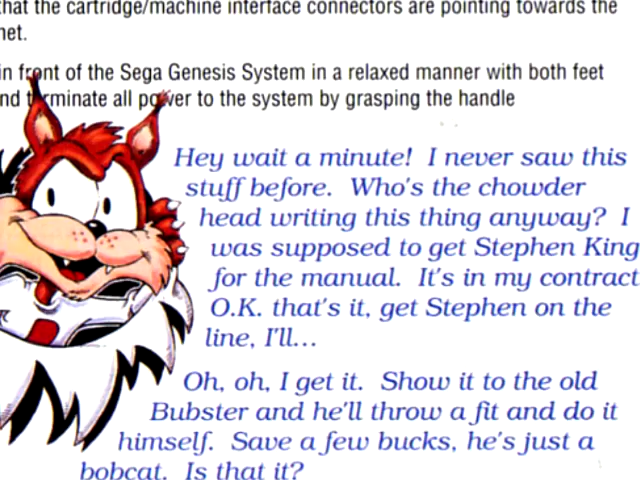 that the cartridge/machine interface connectors are pointing towards the
net.
in front of the Sega Genesis System in a relaxed manner with both feet
nd terminate all power to the system by grasping the handle
Hey wait a minute! I never saw this
stuff before. Who's the chowder
head writing this thing anyway? I
was supposed to get Stephen King
for the manual. It's in my contract
O.K. that's it, get Stephen on the
line, I'll...
Oh, oh, I get it. Show it to the old
Bubster and he'll throw a fit and do it
himself. Save a few bucks, he's just a
bobcat. Is that it?